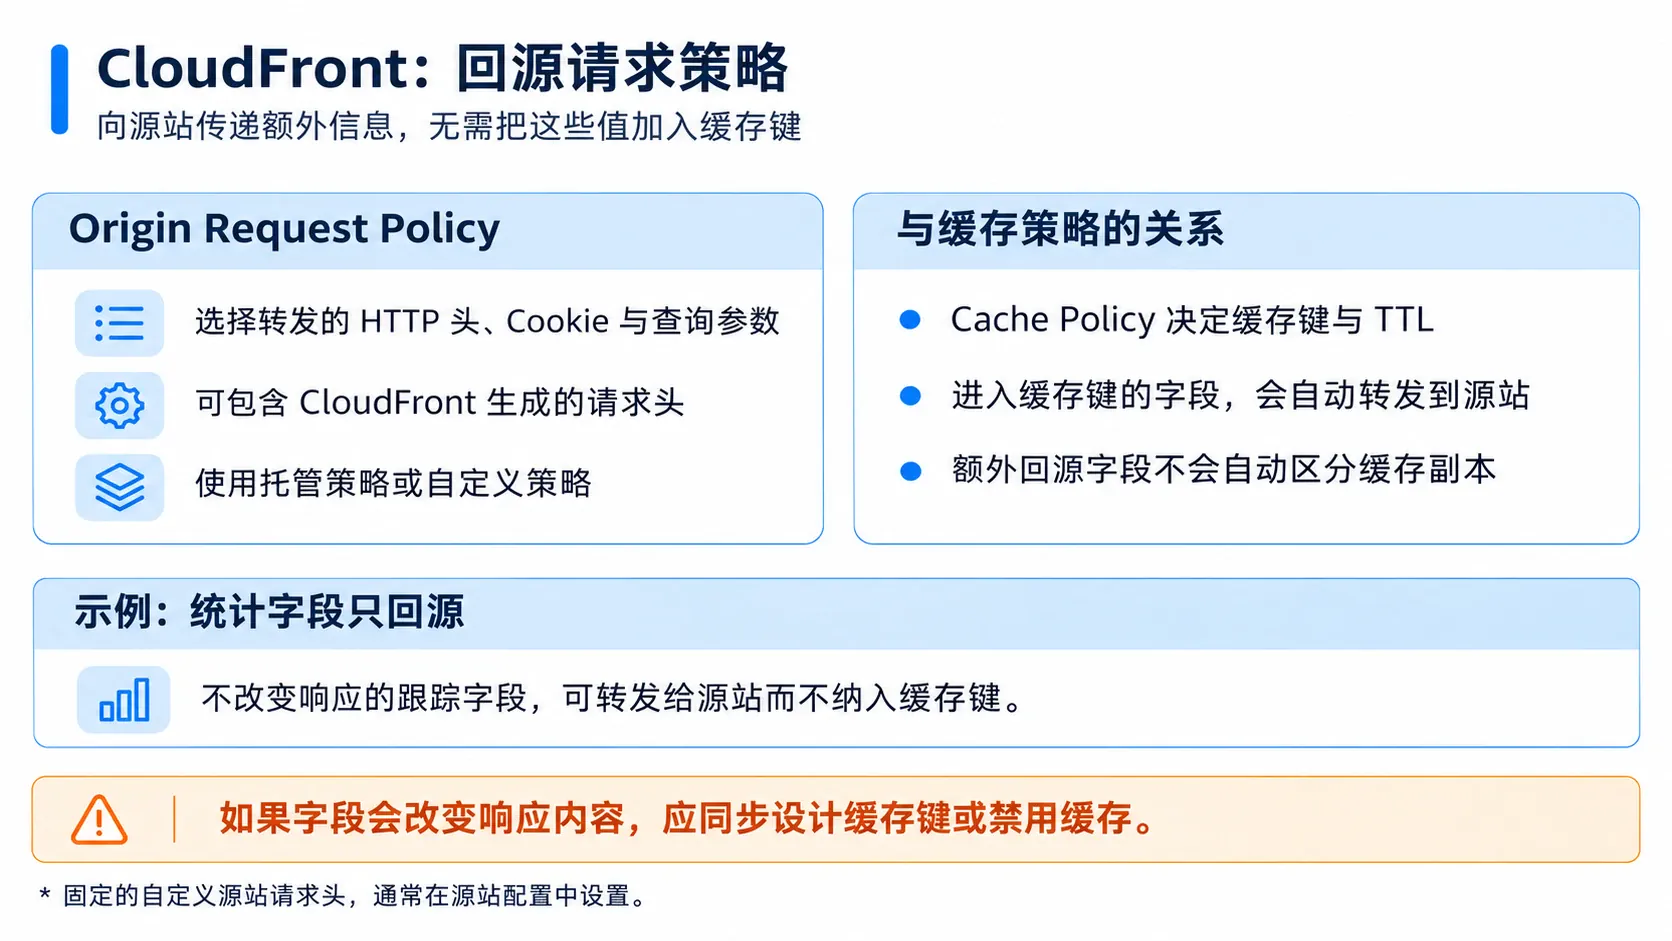 CloudFront：回源请求策略
向源站传递额外信息，无需把这些值加入缓存键
Origin Request Policy
选择转发的 HTTP 头、Cookie 与查询参数
可包含 CloudFront 生成的请求头
使用托管策略或自定义策略
与缓存策略的关系
Cache Policy 决定缓存键与 TTL
进入缓存键的字段，会自动转发到源站
额外回源字段不会自动区分缓存副本
示例：统计字段只回源
不改变响应的跟踪字段，可转发给源站而不纳入缓存键。
如果字段会改变响应内容，应同步设计缓存键或禁用缓存。
* 固定的自定义源站请求头，通常在源站配置中设置。